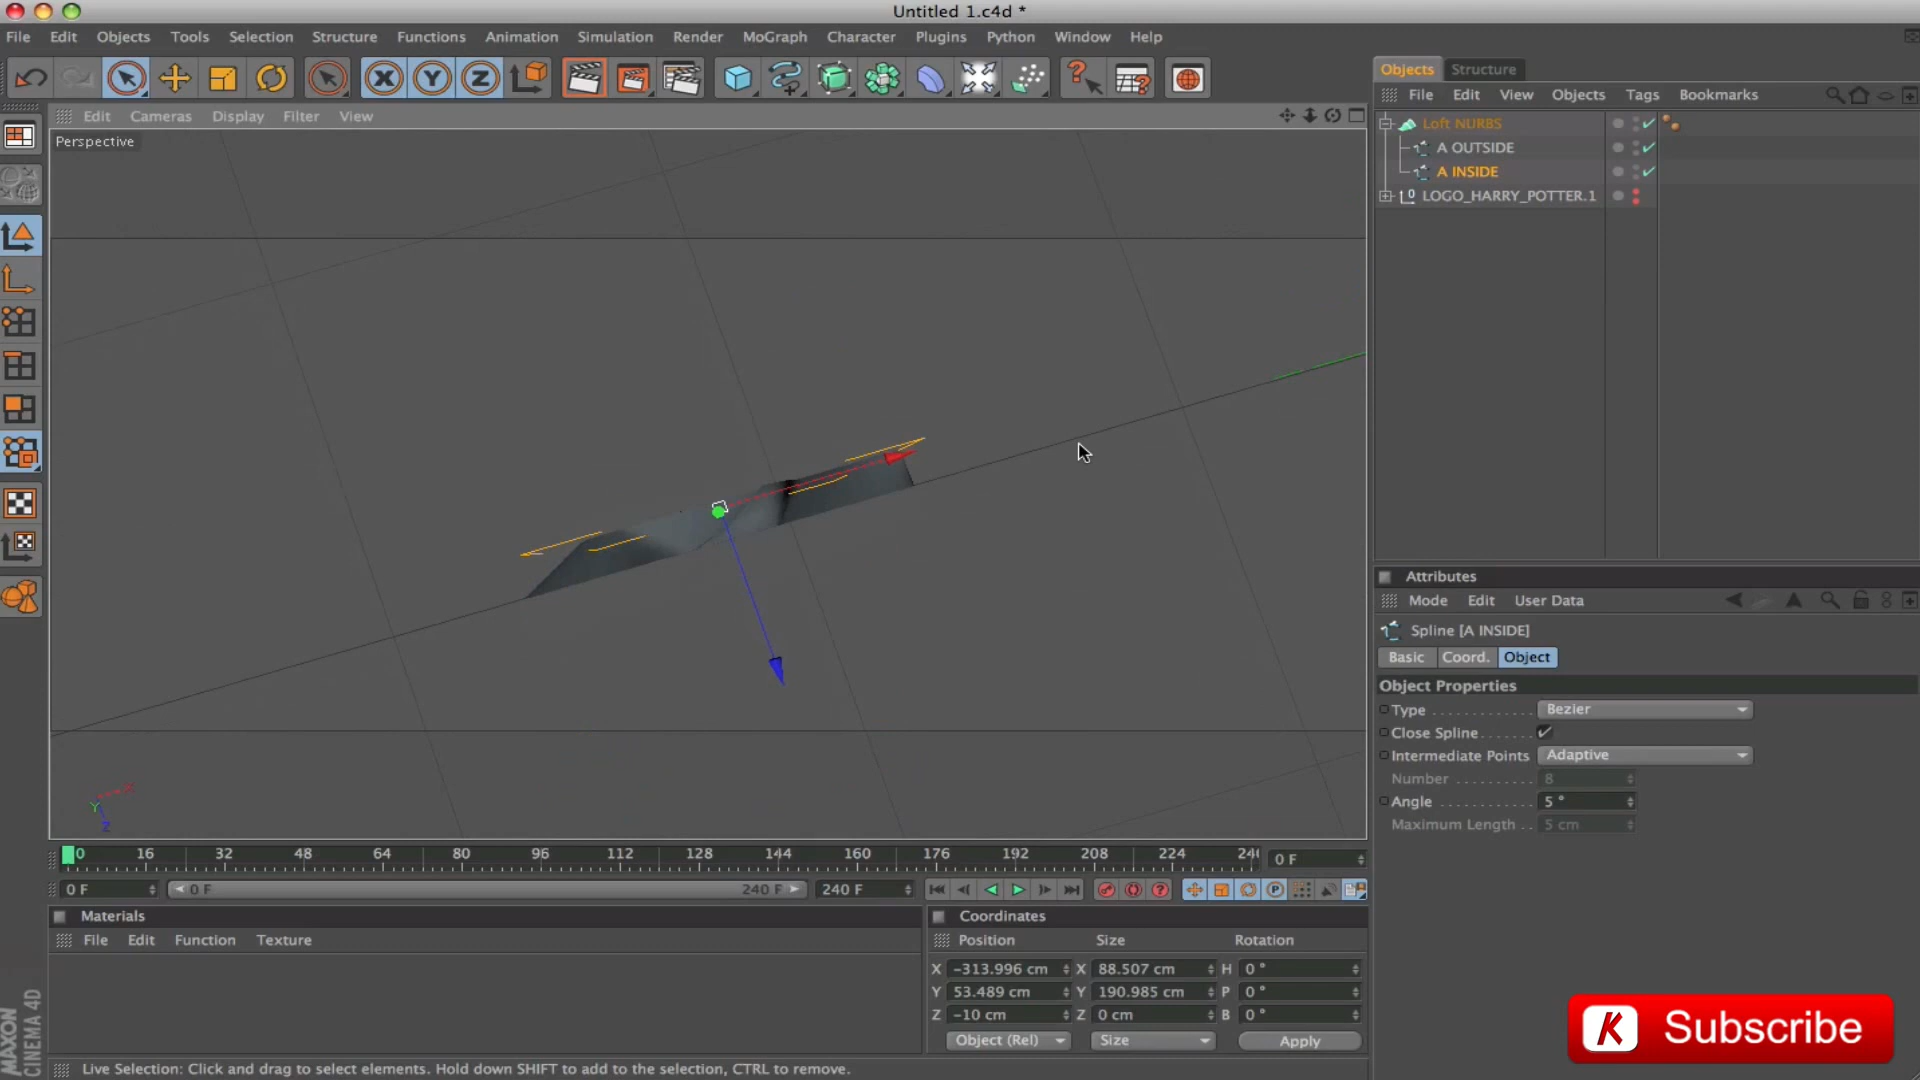 Untitled 1.c4d *
File Edit Objects Tools Selection Structure Functions Animation Simulation Render MoGraph Character Plugins Python Window Help
X Y Z
Objects Structure
File Edit View Objects Tags Bookmarks
Edit Cameras Display Filter View
Perspective
Loft NURBS
A OUTSIDE
A INSIDE
LOGO_HARRY_POTTER.1
Attributes
Mode Edit User Data
Spline [A INSIDE]
Basic Coord. Object
Object Properties
Type Bezier
Close Spline
Intermediate Points Adaptive
Number 8
Angle 5 °
Maximum Length 5 cm
X
Y
Z
0 16 32 48 64 80 96 112 128 144 160 176 192 208 224 0 F
0 F 0 F 240 F 240 F
Materials
File Edit Function Texture
Coordinates
Position Size Rotation
X -313.996 cm X 88.507 cm H 0 °
Y 53.489 cm Y 190.985 cm P 0 °
Z -10 cm Z 0 cm B 0 °
Object (Rel) Size Apply
MAXON CINEMA 4D
Live Selection: Click and drag to select elements. Hold down SHIFT to add to the selection, CTRL to remove.
K Subscribe